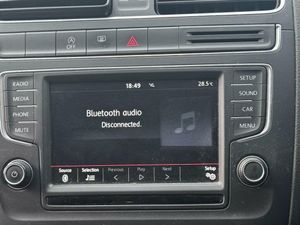 RADIO
MEDIA
PHONE
MUTE
18:49
28.5°C
Bluetooth audio
Disconnected.
Source
Selection
Previous
Play
Next
Setup
SETUP
SOUND
CAR
MENU